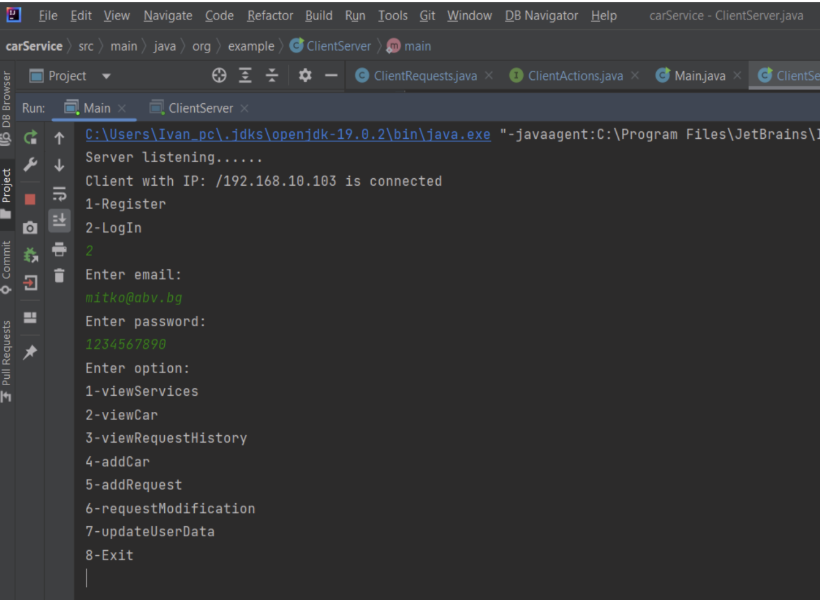 File Edit View Navigate Code Refactor Build Run Tools Git Window DB Navigator Help carService - ClientServer.java
carService src main java org example ClientServer main
Project ClientRequests.java ClientActions.java Main.java ClientSe
Run: Main ClientServer
DB Browser
Project
Commit
Pull Requests
C:\Users\Ivan_pc\.jdks\openjdk-19.0.2\bin\java.exe "-javaagent:C:\Program Files\JetBrains\I
Server listening......
Client with IP: /192.168.10.103 is connected
1-Register
2-LogIn
2
Enter email:
mitko@abv.bg
Enter password:
1234567890
Enter option:
1-viewServices
2-viewCar
3-viewRequestHistory
4-addCar
5-addRequest
6-requestModification
7-updateUserData
8-Exit